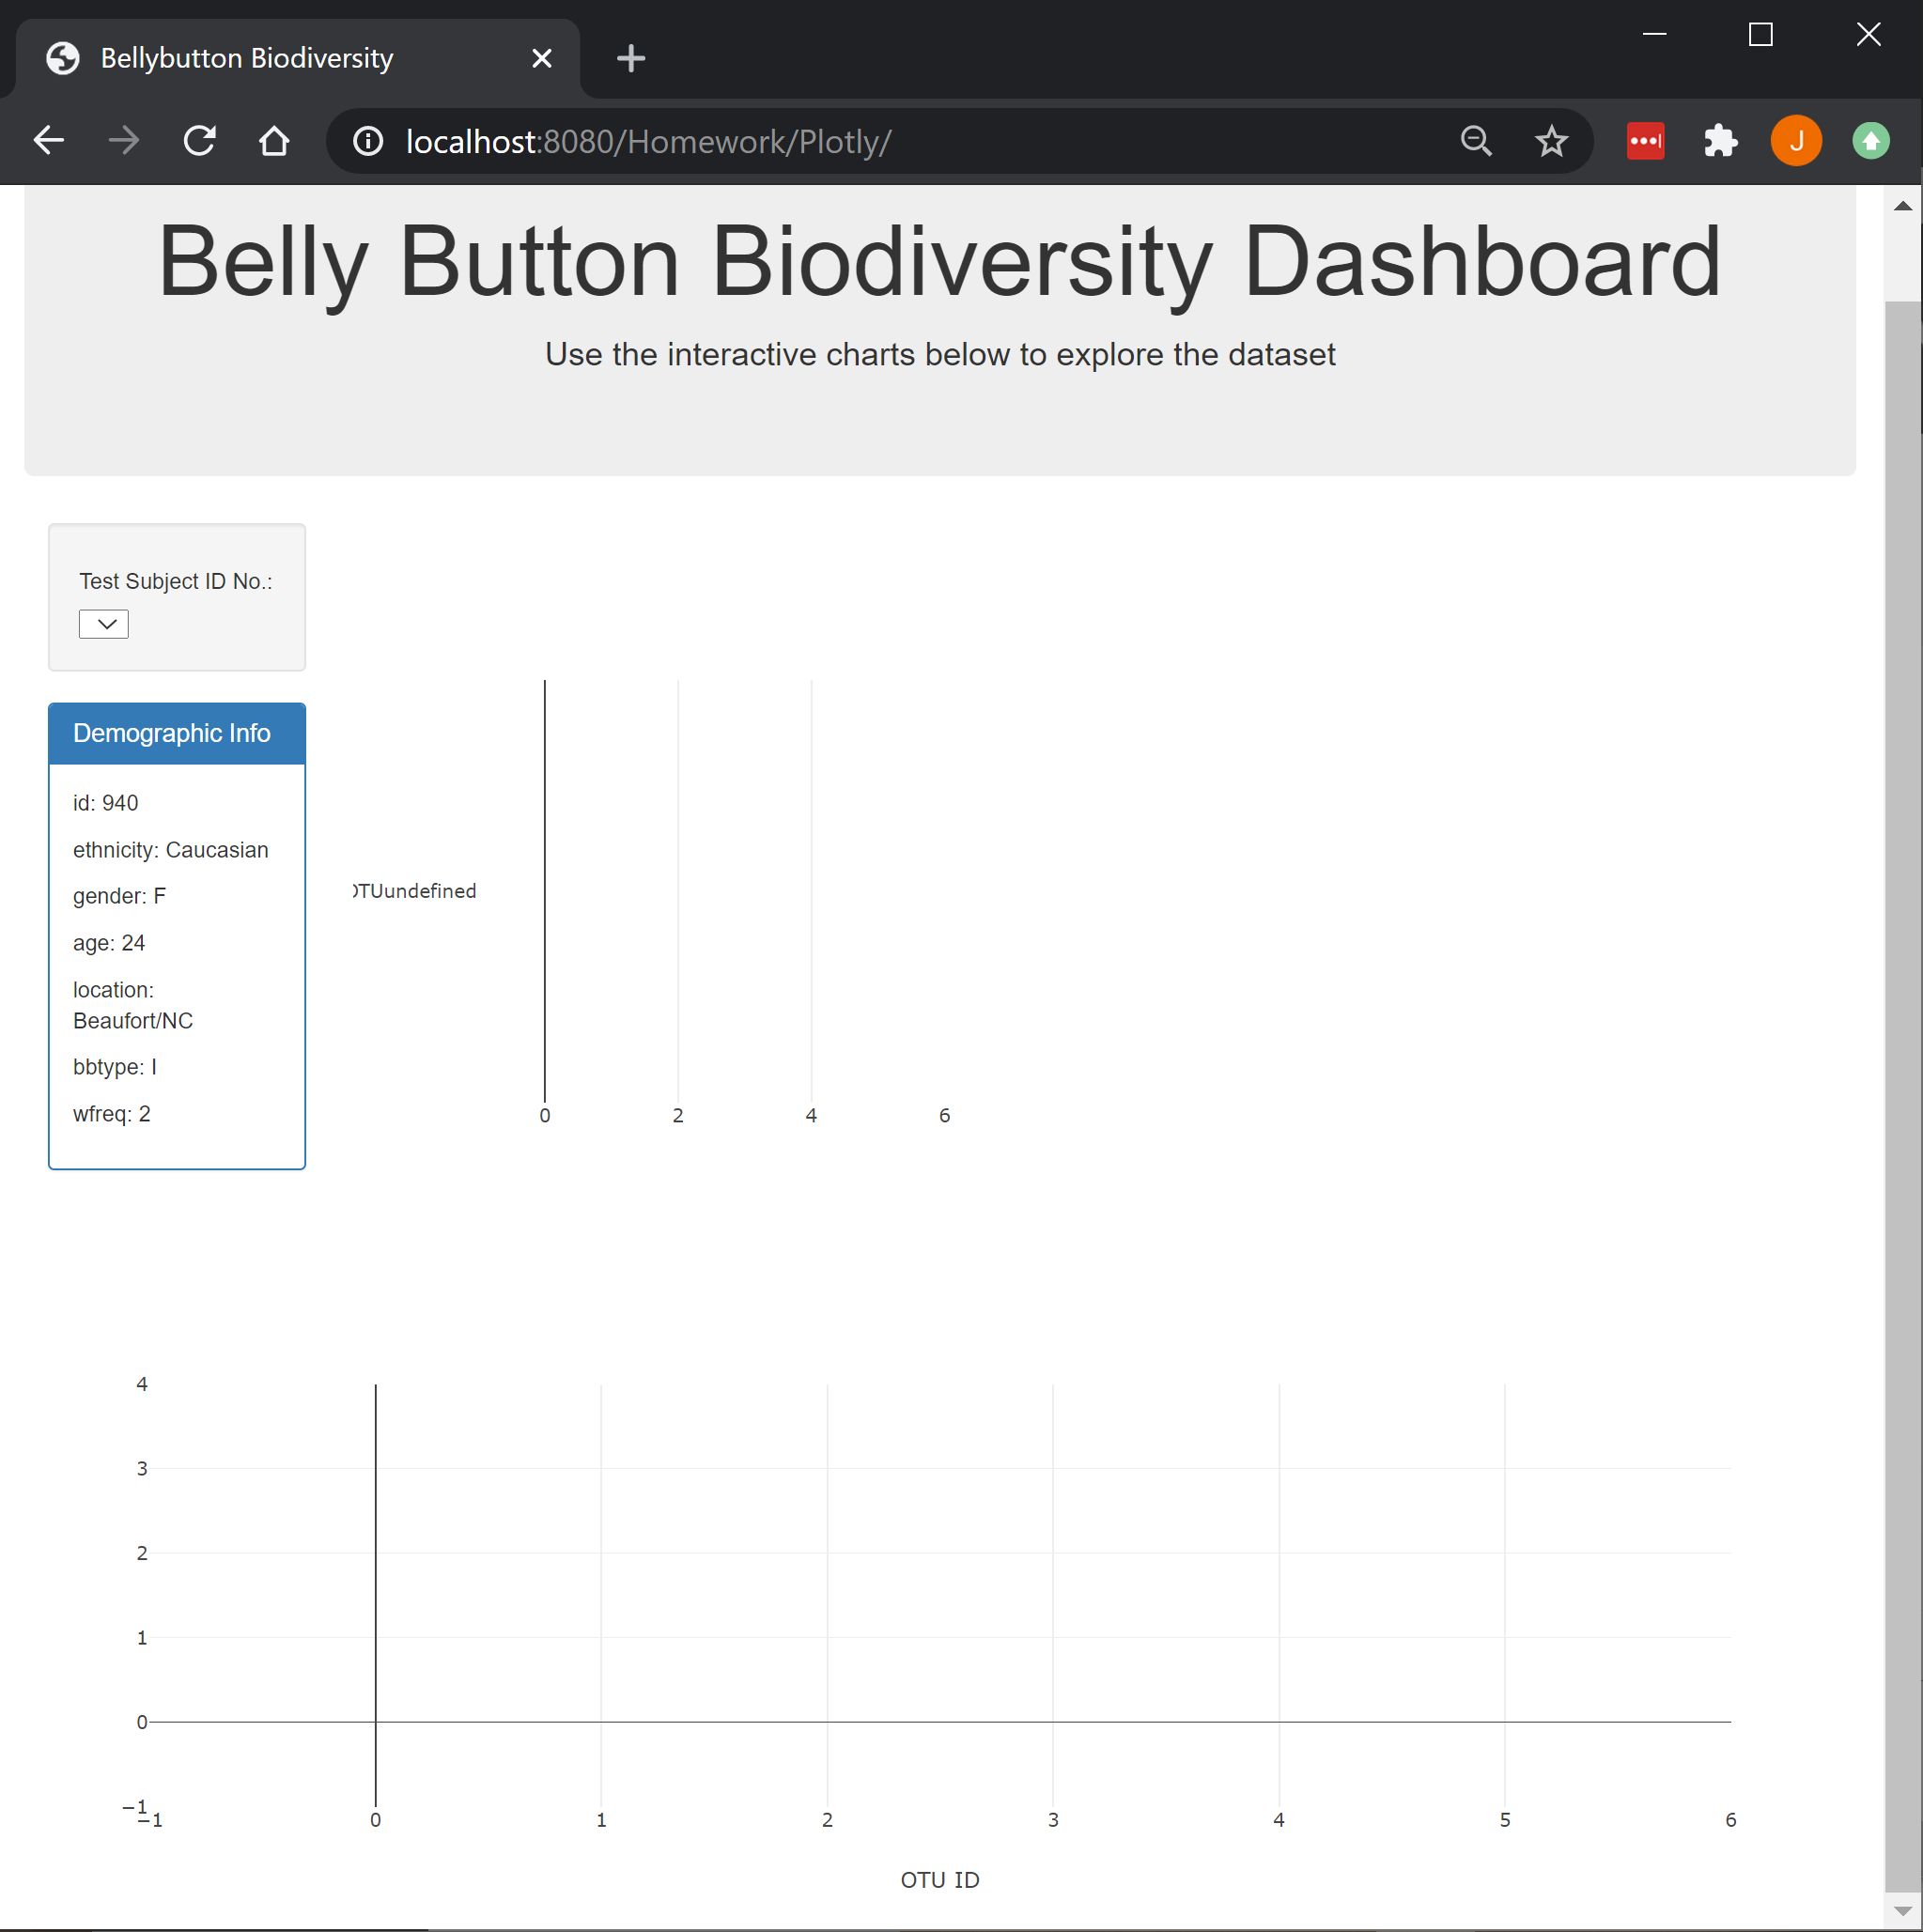 Bellybutton Biodiversity
localhost:8080/Homework/Plotly/
J
Belly Button Biodiversity Dashboard
Use the interactive charts below to explore the dataset
Test Subject ID No.:
Demographic Info
id: 940
ethnicity: Caucasian
gender: F
age: 24
location:
Beaufort/NC
bbtype: I
wfreq: 2
OTUundefined
0 2 4 6
4
3
2
1
0
−1
−1 0 1 2 3 4 5 6
OTU ID